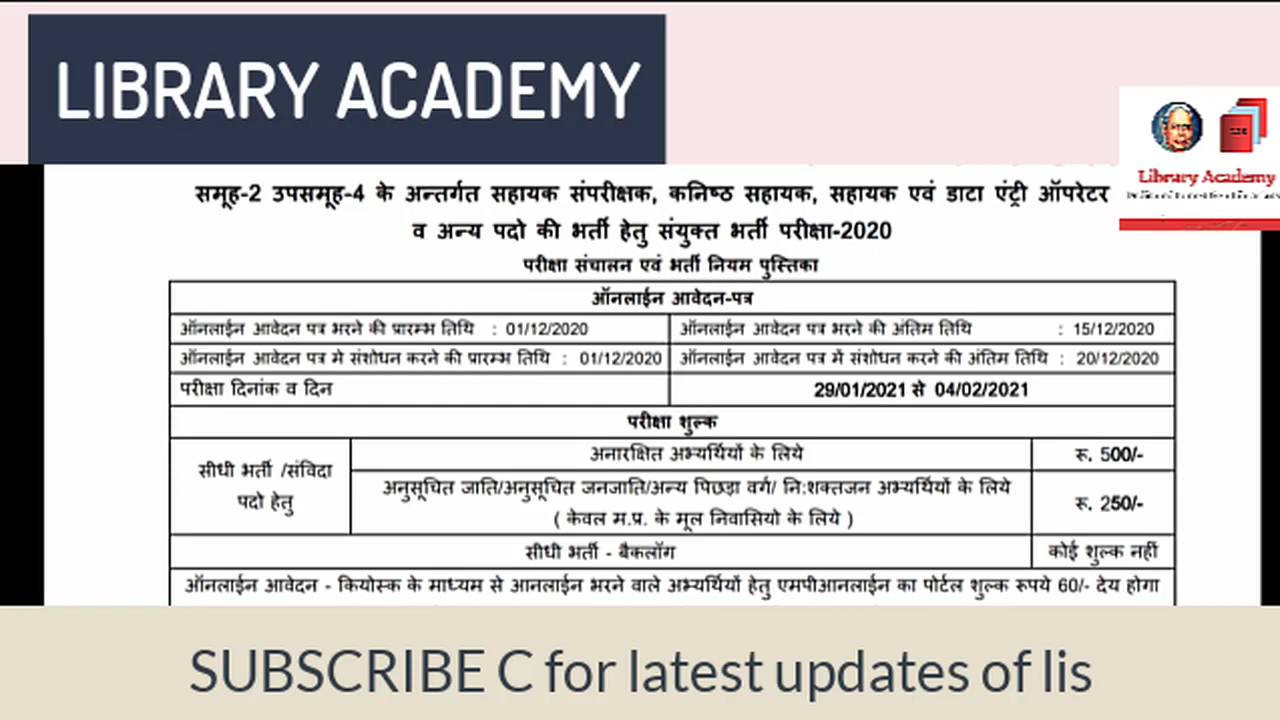 LIBRARY ACADEMY
Library Academy
समूह-2 उपसमूह-4 के अन्तर्गत सहायक संपरीक्षक, कनिष्ठ सहायक, सहायक एवं डाटा एंट्री ऑपरेटर
व अन्य पदो की भर्ती हेतु संयुक्त भर्ती परीक्षा-2020
परीक्षा संचालन एवं भर्ती नियम पुस्तिका
ऑनलाईन आवेदन-पत्र
ऑनलाईन आवेदन पत्र भरने की प्रारम्भ तिथि : 01/12/2020 ऑनलाईन आवेदन पत्र भरने की अंतिम तिथि : 15/12/2020
ऑनलाईन आवेदन पत्र मे संशोधन करने की प्रारम्भ तिथि : 01/12/2020 ऑनलाईन आवेदन पत्र में संशोधन करने की अंतिम तिथि : 20/12/2020
परीक्षा दिनांक व दिन 29/01/2021 से 04/02/2021
परीक्षा शुल्क
सीधी भर्ती /संविदा
पदो हेतु
अनारक्षित अभ्यर्थियों के लिये रू. 500/-
अनुसूचित जाति/अनुसूचित जनजाति/अन्य पिछड़ा वर्ग/ नि:शक्तजन अभ्यर्थियों के लिये
( केवल म.प्र. के मूल निवासियो के लिये ) रू. 250/-
सीधी भर्ती - बैकलॉग कोई शुल्क नहीं
ऑनलाईन आवेदन - कियोस्क के माध्यम से आनलाईन भरने वाले अभ्यर्थियों हेतु एमपीआनलाईन का पोर्टल शुल्क रूपये 60/- देय होगा
SUBSCRIBE C for latest updates of lis